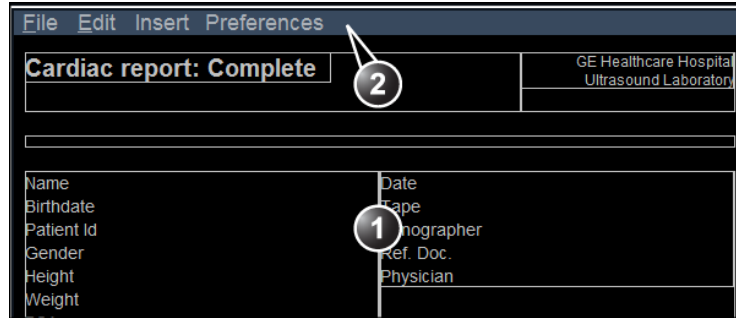 File Edit Insert Preferences
2
Cardiac report: Complete
GE Healthcare Hospital
Ultrasound Laboratory
Name
Birthdate
Patient Id
Gender
Height
Weight
Date
Tape
1
nographer
Ref. Doc.
Physician